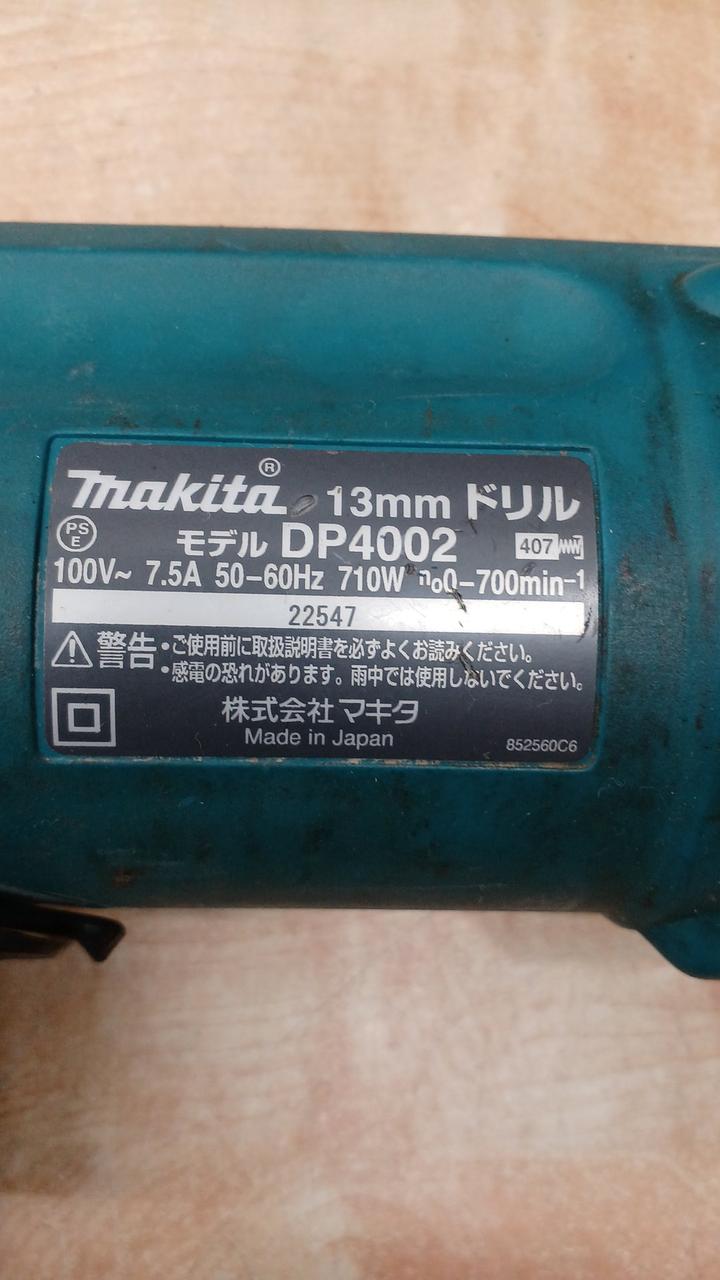 makita® 13mm ドリル
PS
E
モデル DP4002 407
100V~ 7.5A 50-60Hz 710W n₀0-700min⁻¹
22547
警告・ご使用前に取扱説明書を必ずよくお読みください。
・感電の恐れがあります。雨中では使用しないでください。
株式会社 マキタ
Made in Japan 852560C6